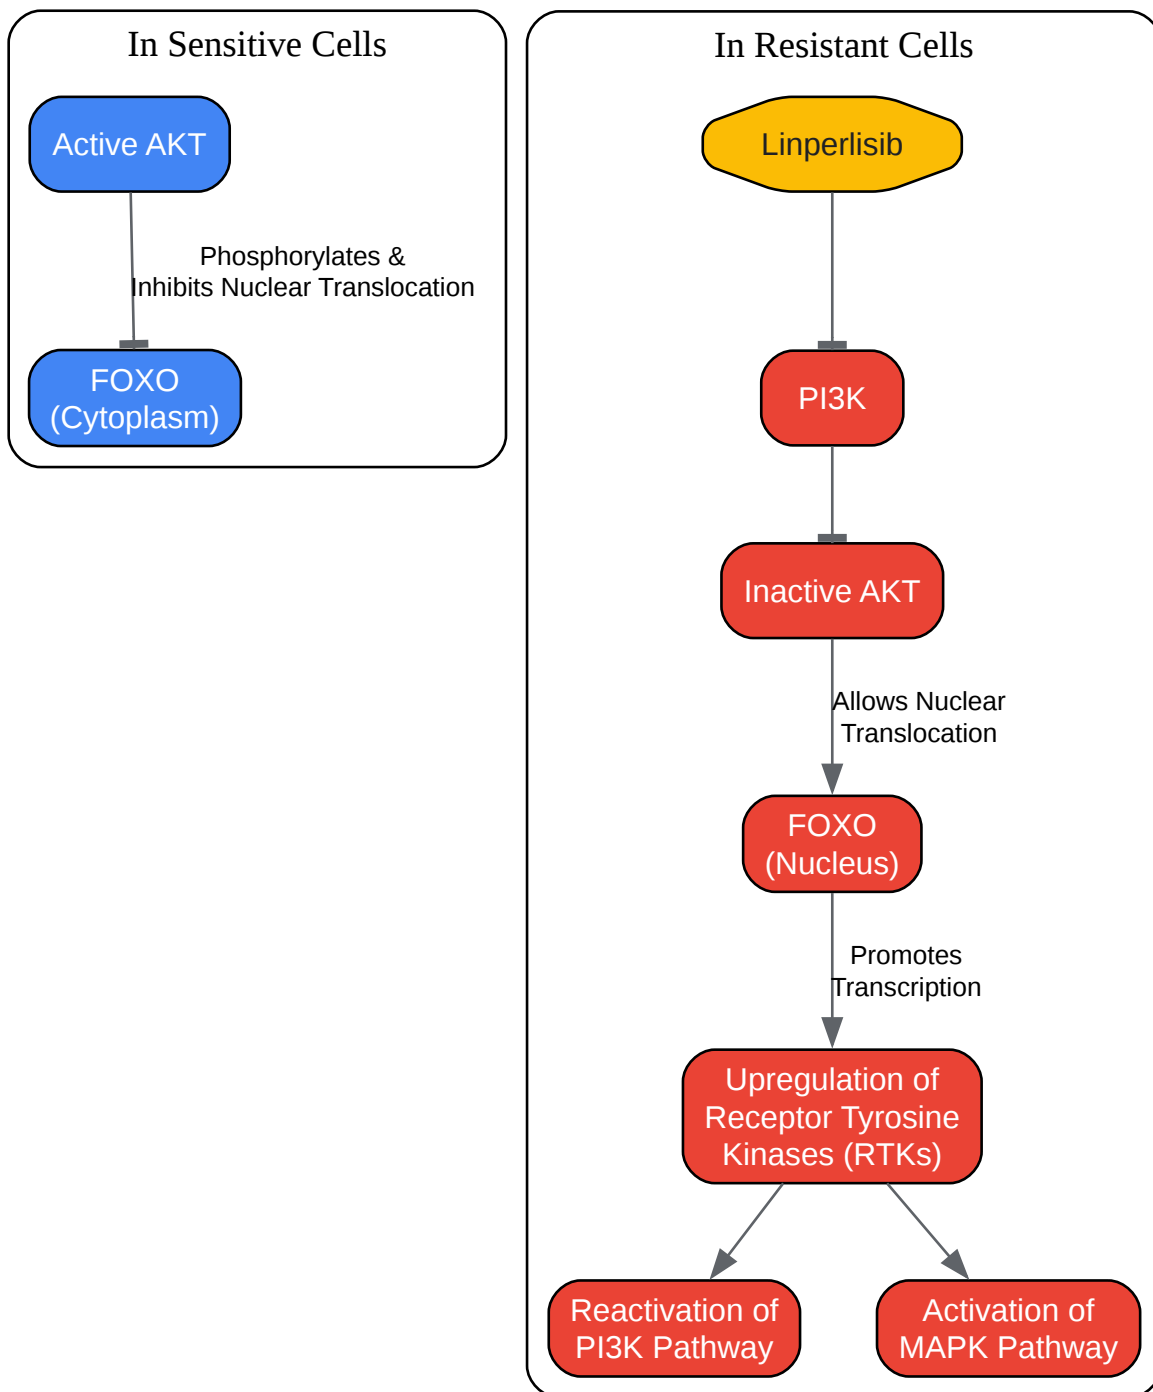 In Sensitive Cells
Active AKT
Phosphorylates &
Inhibits Nuclear Translocation
FOXO
(Cytoplasm)
In Resistant Cells
Linperlisib
PI3K
Inactive AKT
Allows Nuclear
Translocation
FOXO
(Nucleus)
Promotes
Transcription
Upregulation of
Receptor Tyrosine
Kinases (RTKs)
Reactivation of
PI3K Pathway
Activation of
MAPK Pathway